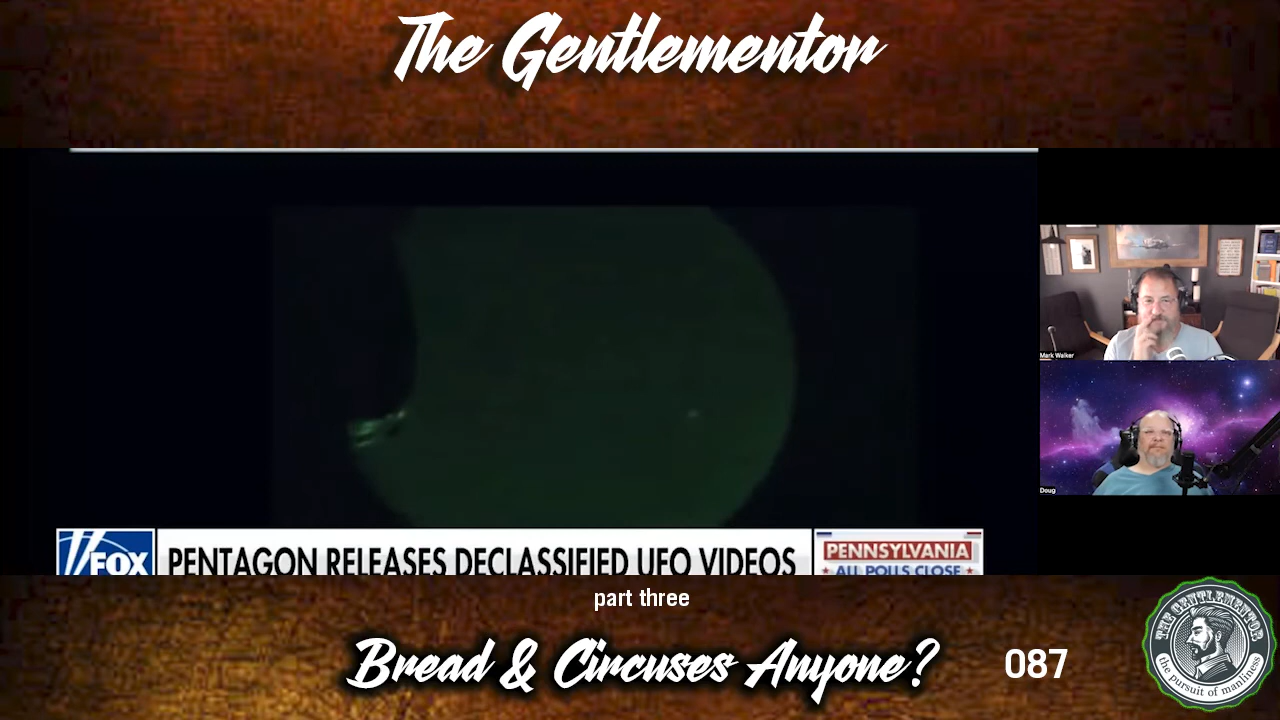 The Gentlementor
Mark Walker
Doug
FOX
PENTAGON RELEASES DECLASSIFIED UFO VIDEOS
PENNSYLVANIA
ALL POLLS CLOSE
part three
Bread & Circuses Anyone?
087
THE GENTLEMENTOR
the pursuit of manliness